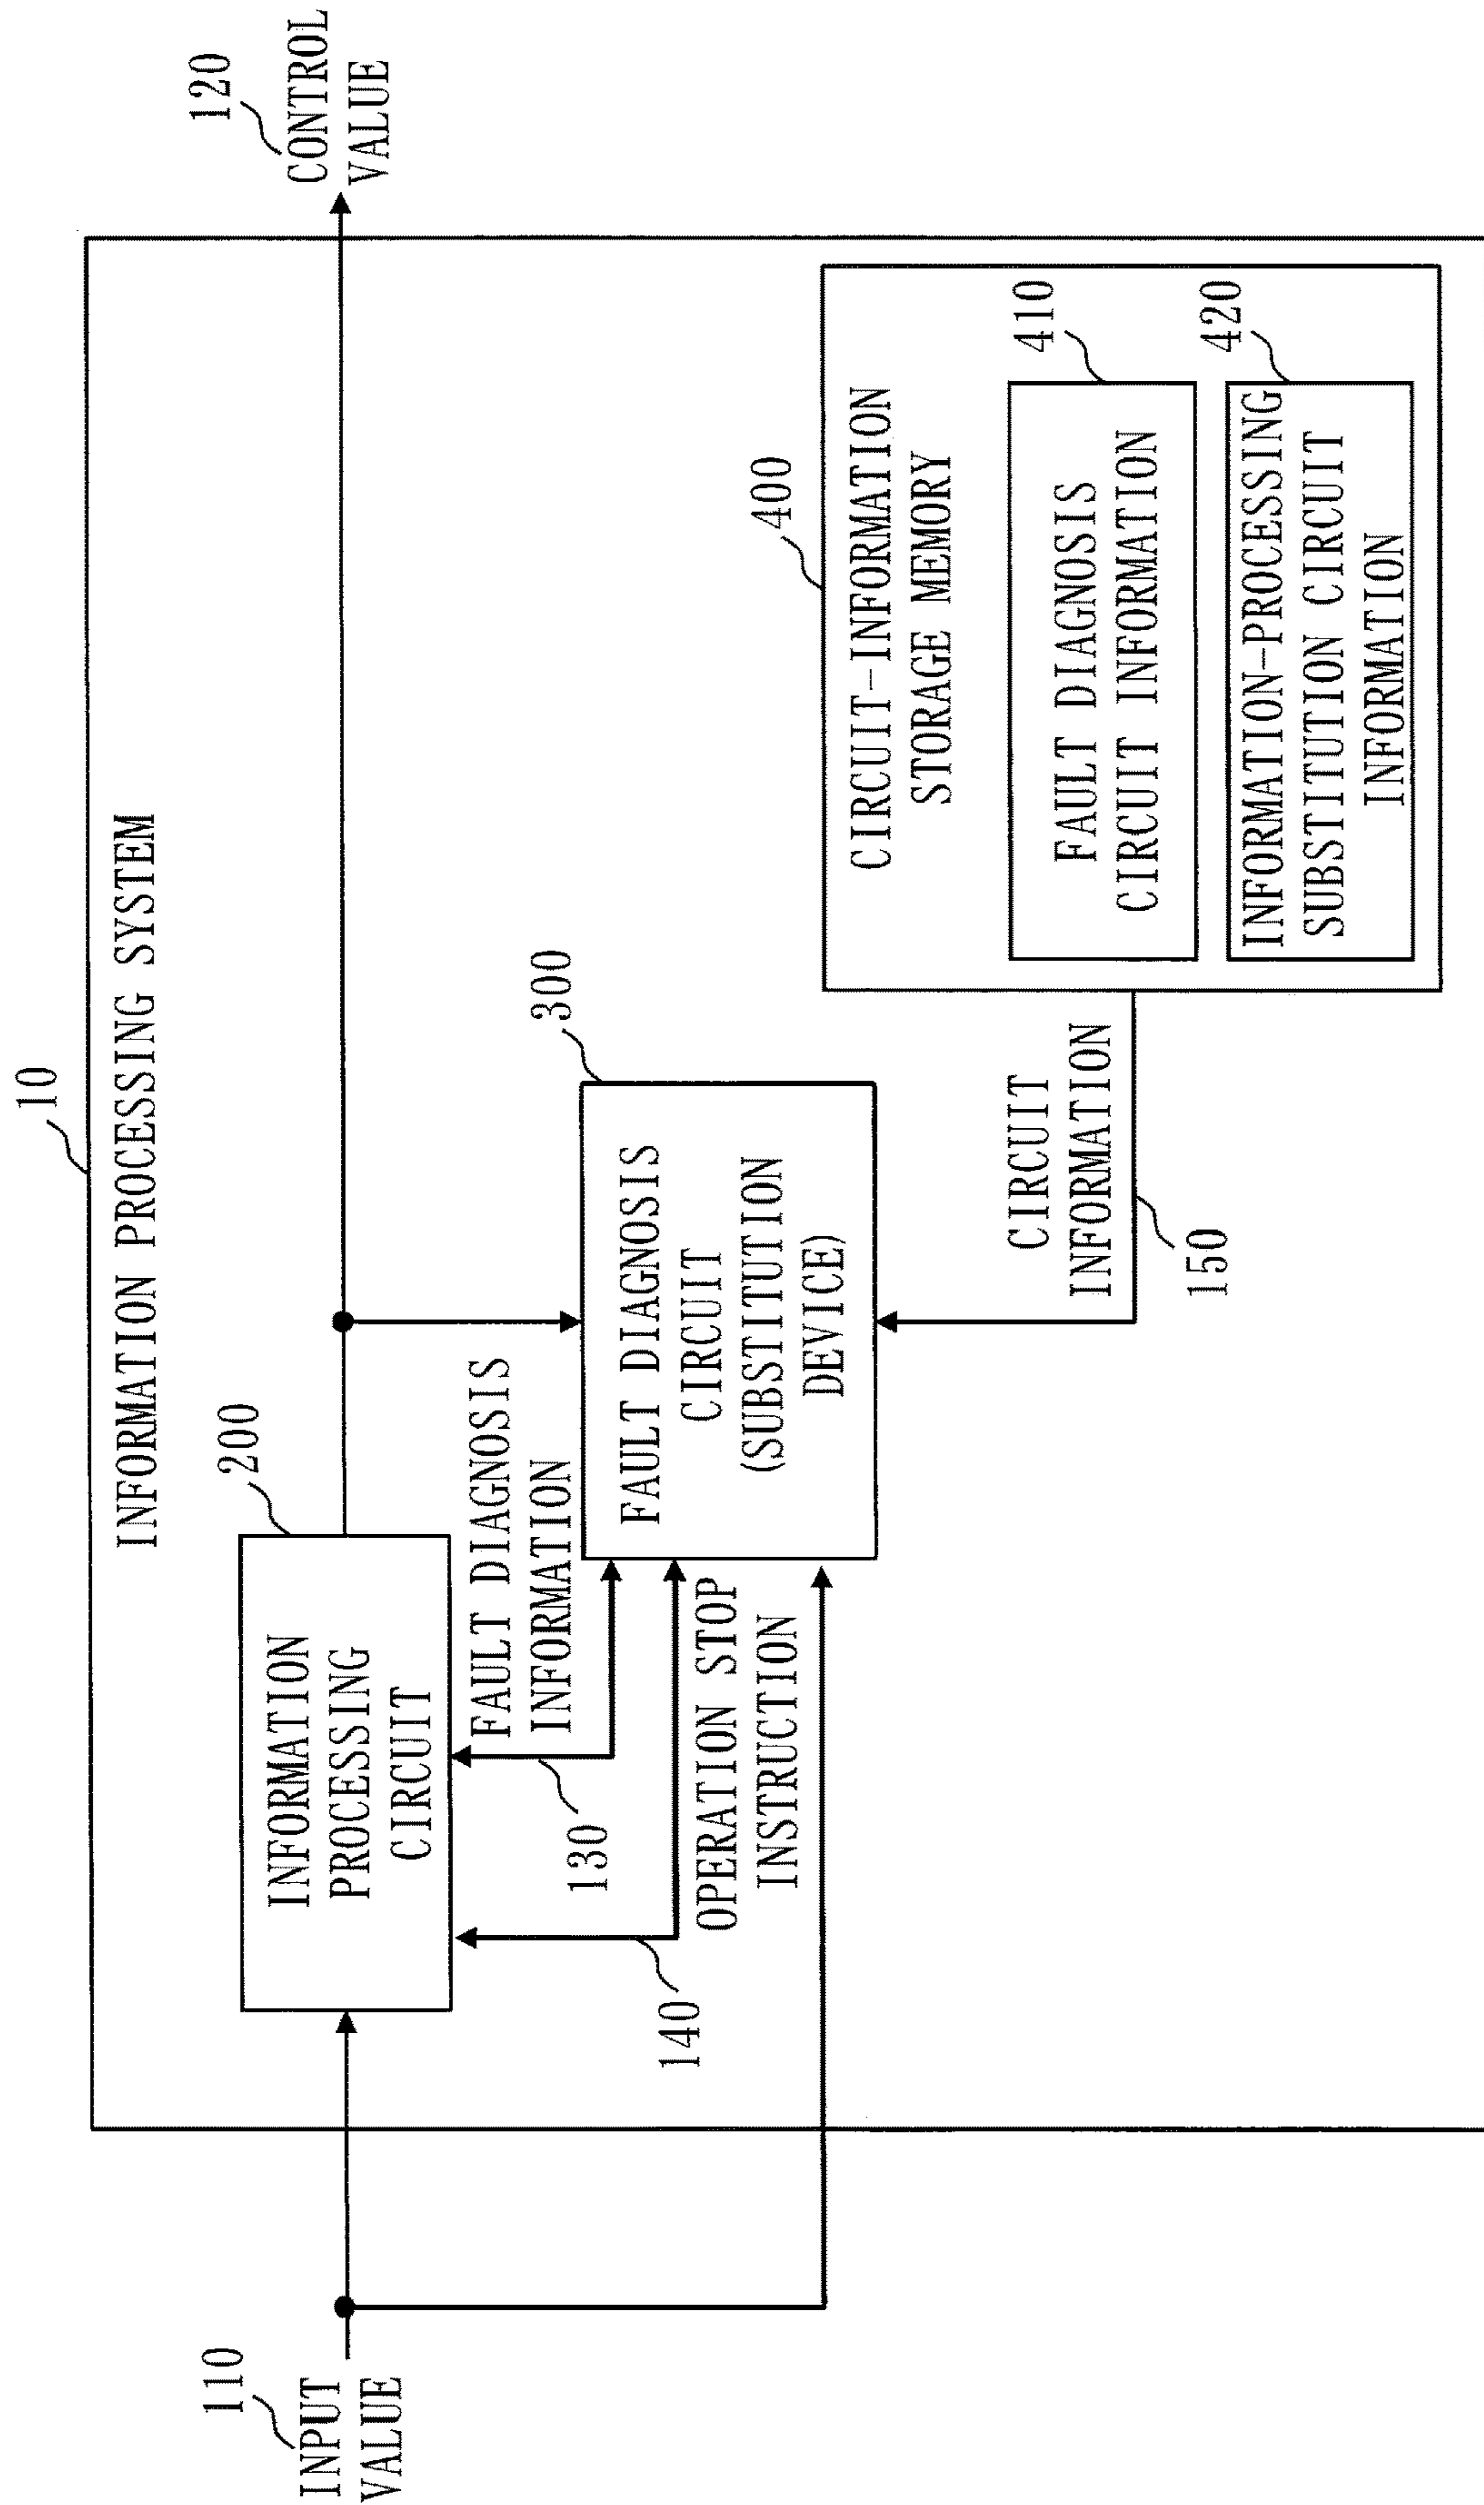 10
INFORMATION PROCESSING SYSTEM
110
INPUT
VALUE
200
INFORMATION
PROCESSING
CIRCUIT
120
CONTROL
VALUE
FAULT DIAGNOSIS
INFORMATION
130
140
OPERATION STOP
INSTRUCTION
300
FAULT DIAGNOSIS
CIRCUIT
(SUBSTITUTION
DEVICE)
CIRCUIT
INFORMATION
150
400
CIRCUIT-INFORMATION
STORAGE MEMORY
410
FAULT DIAGNOSIS
CIRCUIT INFORMATION
420
INFORMATION-PROCESSING
SUBSTITUTION CIRCUIT
INFORMATION